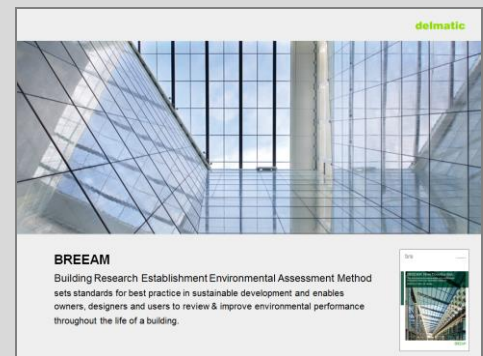 delmatic
BREEAM
Building Research Establishment Environmental Assessment Method
sets standards for best practice in sustainable development and enables
owners, designers and users to review & improve environmental performance
throughout the life of a building.